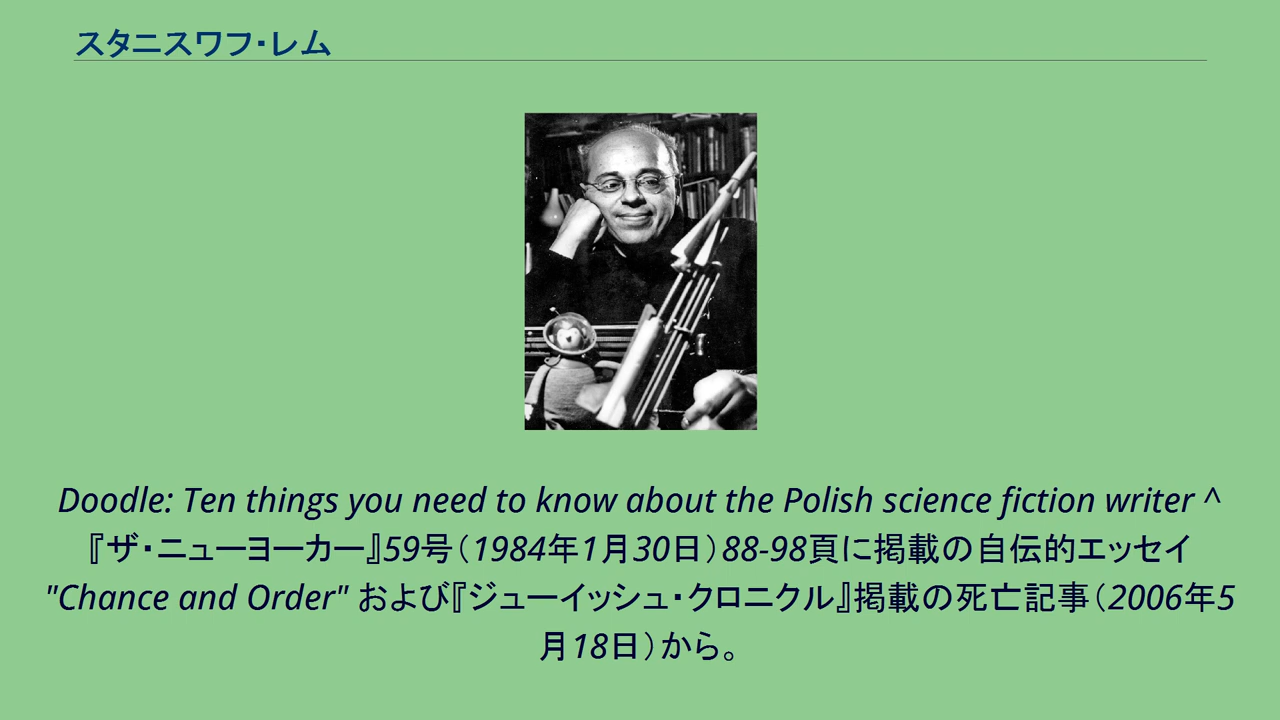 スタニスワフ・レム
Doodle: Ten things you need to know about the Polish science fiction writer ^
『ザ・ニューヨーカー』59号（1984年1月30日）88-98頁に掲載の自伝的エッセイ
"Chance and Order" および『ジューイッシュ・クロニクル』掲載の死亡記事（2006年5
月18日）から。